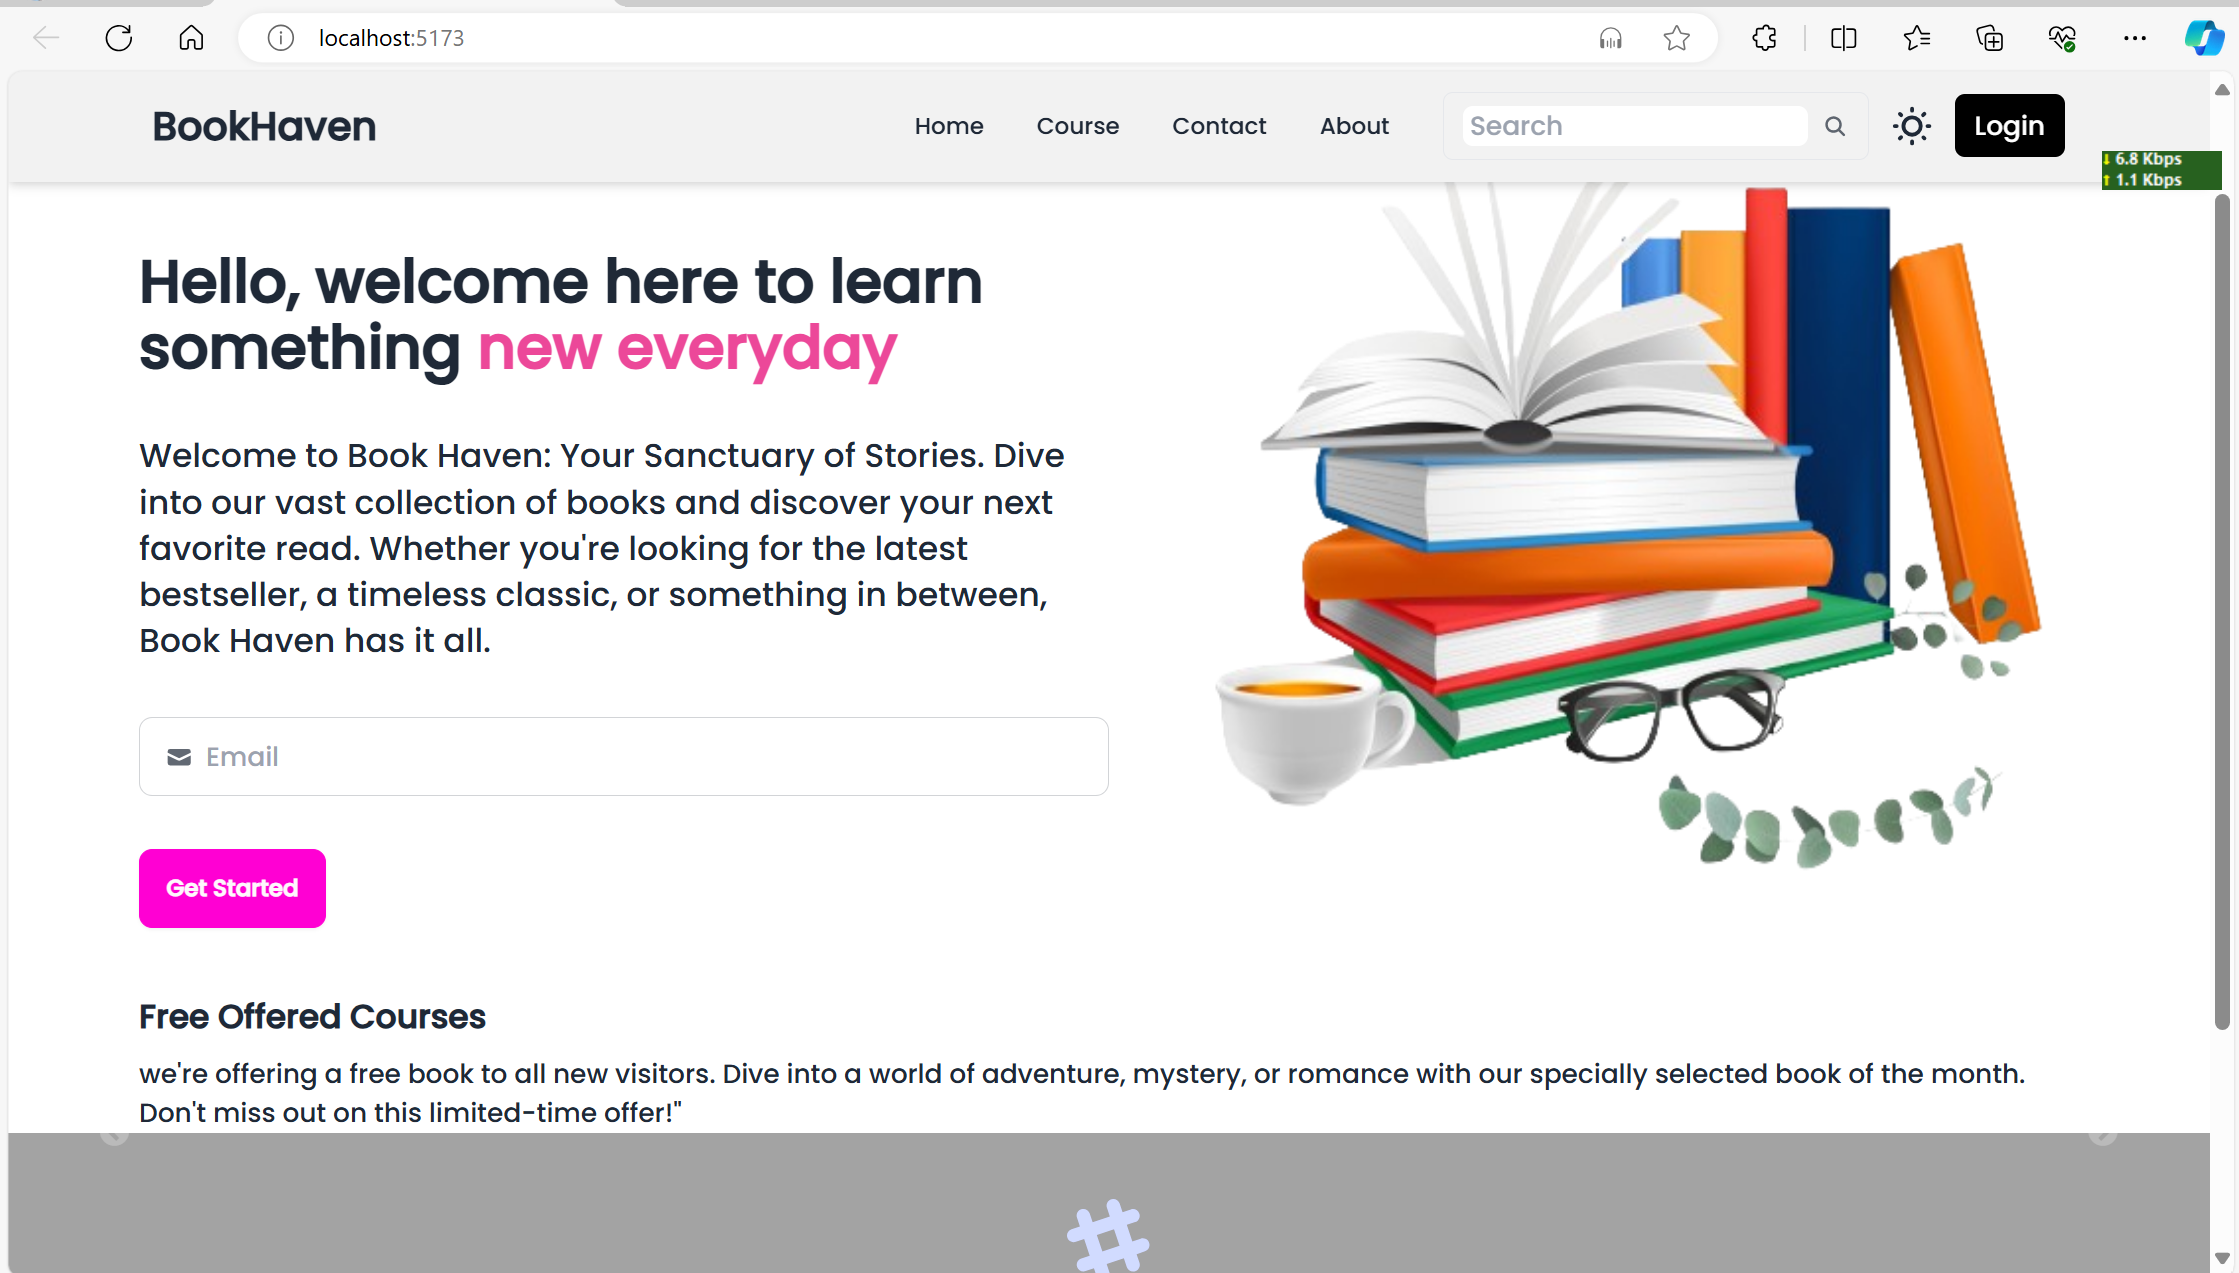 localhost:5173
BookHaven
Home Course Contact About
Search
Login
↓ 6.8 Kbps
↑ 1.1 Kbps
Hello, welcome here to learn
something new everyday
Welcome to Book Haven: Your Sanctuary of Stories. Dive
into our vast collection of books and discover your next
favorite read. Whether you're looking for the latest
bestseller, a timeless classic, or something in between,
Book Haven has it all.
Email
Get Started
Free Offered Courses
we're offering a free book to all new visitors. Dive into a world of adventure, mystery, or romance with our specially selected book of the month.
Don't miss out on this limited-time offer!"
#